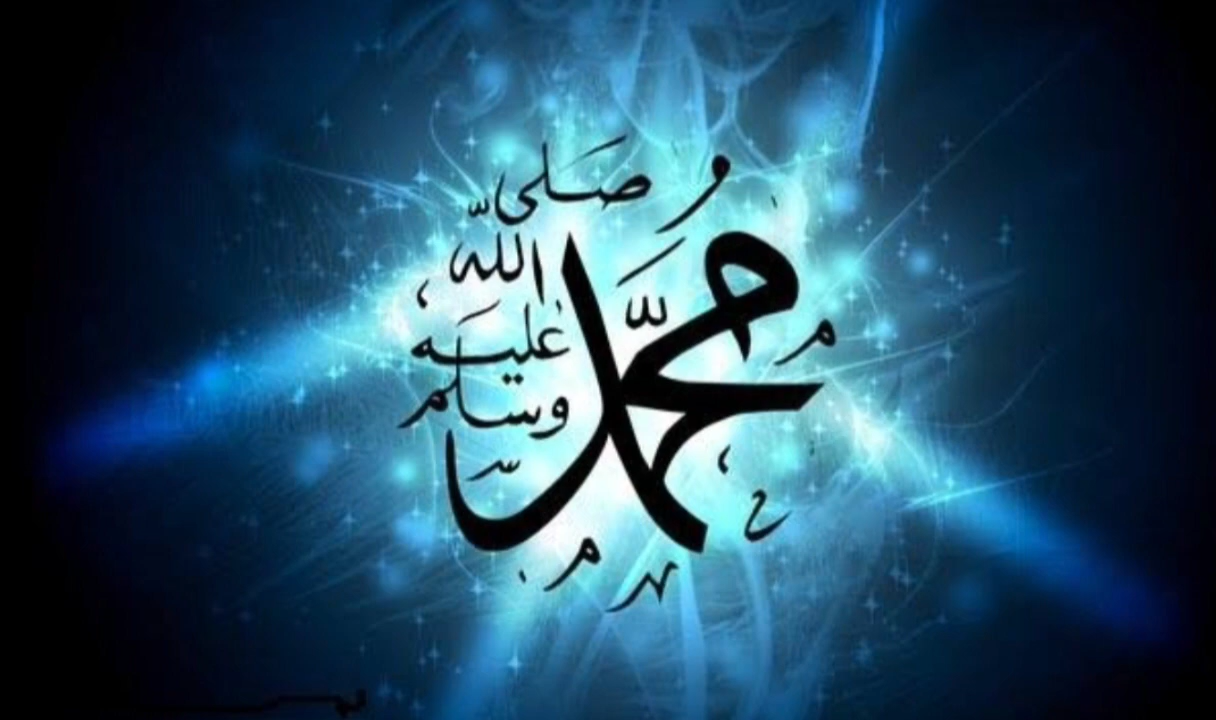 محمد
صلى
الله
عليه
وسلم